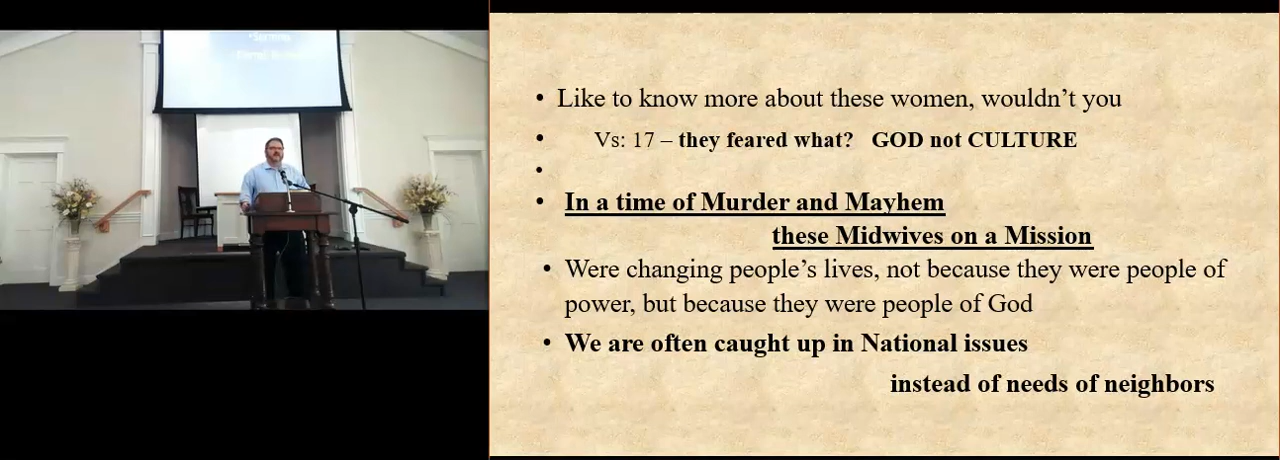 Like to know more about these women, wouldn't you
Vs: 17 – they feared what? GOD not CULTURE
In a time of Murder and Mayhem
these Midwives on a Mission
Were changing people's lives, not because they were people of
power, but because they were people of God
We are often caught up in National issues
instead of needs of neighbors